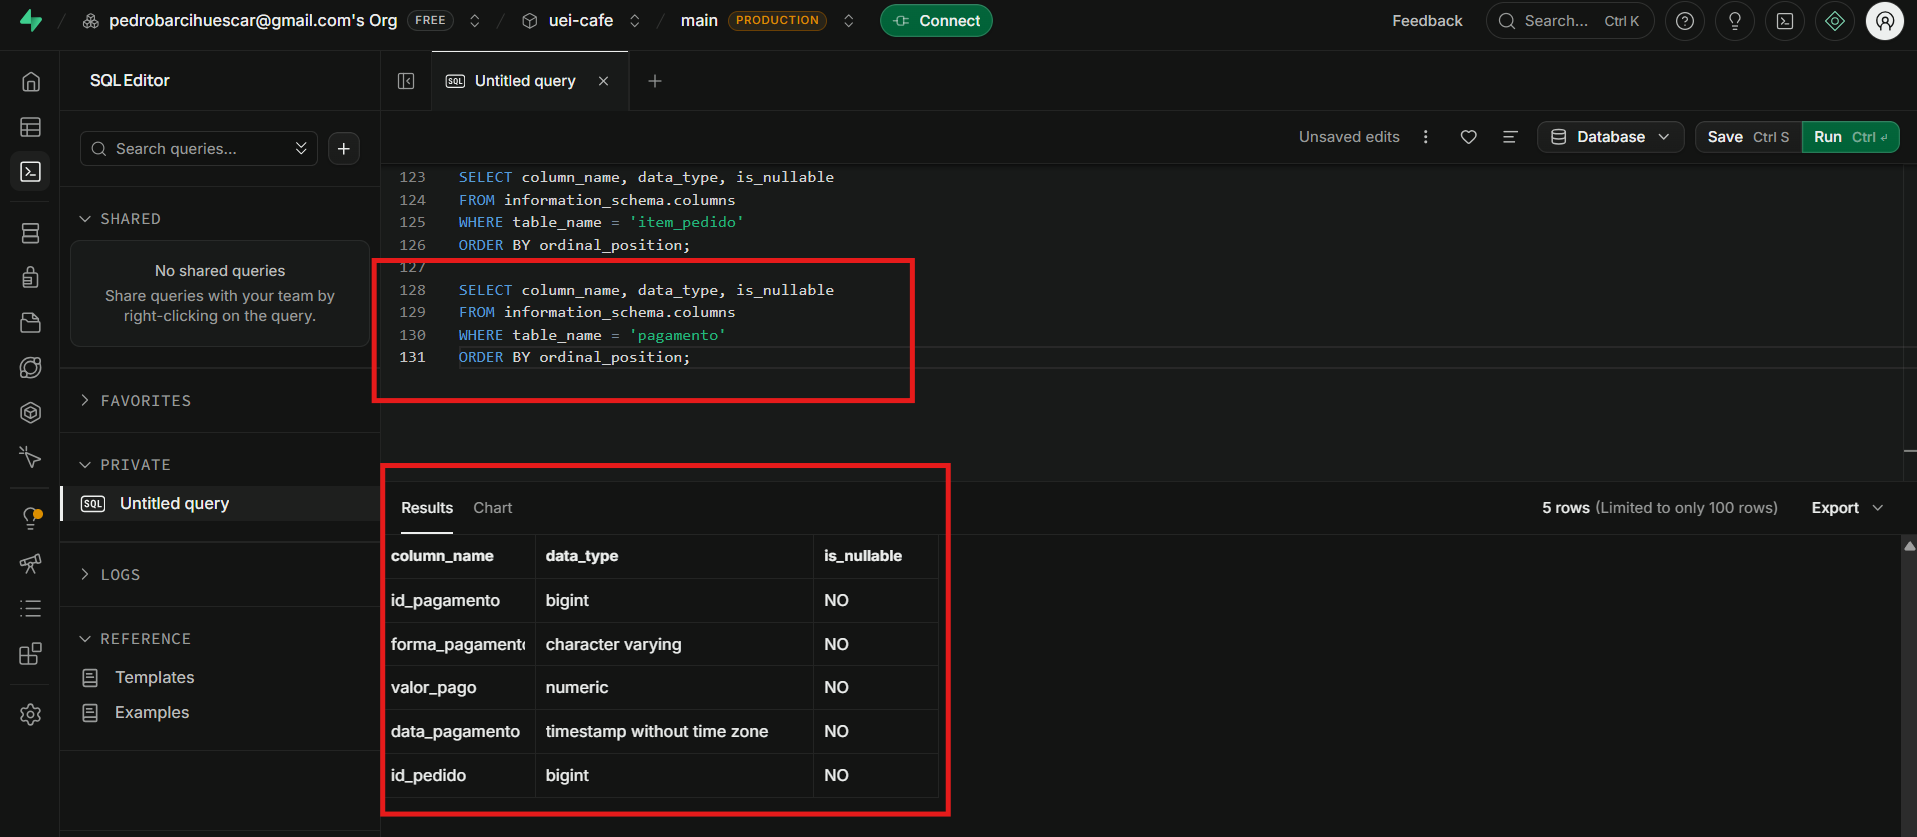 pedrobarcihuescar@gmail.com's Org FREE / uei-cafe / main PRODUCTION Connect Feedback Search... Ctrl K
SQL Editor
SQL Untitled query
Search queries...
Unsaved edits Database Save Ctrl S Run Ctrl ↵
SHARED
No shared queries
Share queries with your team by
right-clicking on the query.
FAVORITES
PRIVATE
SQL Untitled query
LOGS
REFERENCE
Templates
Examples
123 SELECT column_name, data_type, is_nullable
124 FROM information_schema.columns
125 WHERE table_name = 'item_pedido'
126 ORDER BY ordinal_position;
127
128 SELECT column_name, data_type, is_nullable
129 FROM information_schema.columns
130 WHERE table_name = 'pagamento'
131 ORDER BY ordinal_position;
Results Chart 5 rows (Limited to only 100 rows) Export
column_name data_type is_nullable
id_pagamento bigint NO
forma_pagamento character varying NO
valor_pago numeric NO
data_pagamento timestamp without time zone NO
id_pedido bigint NO